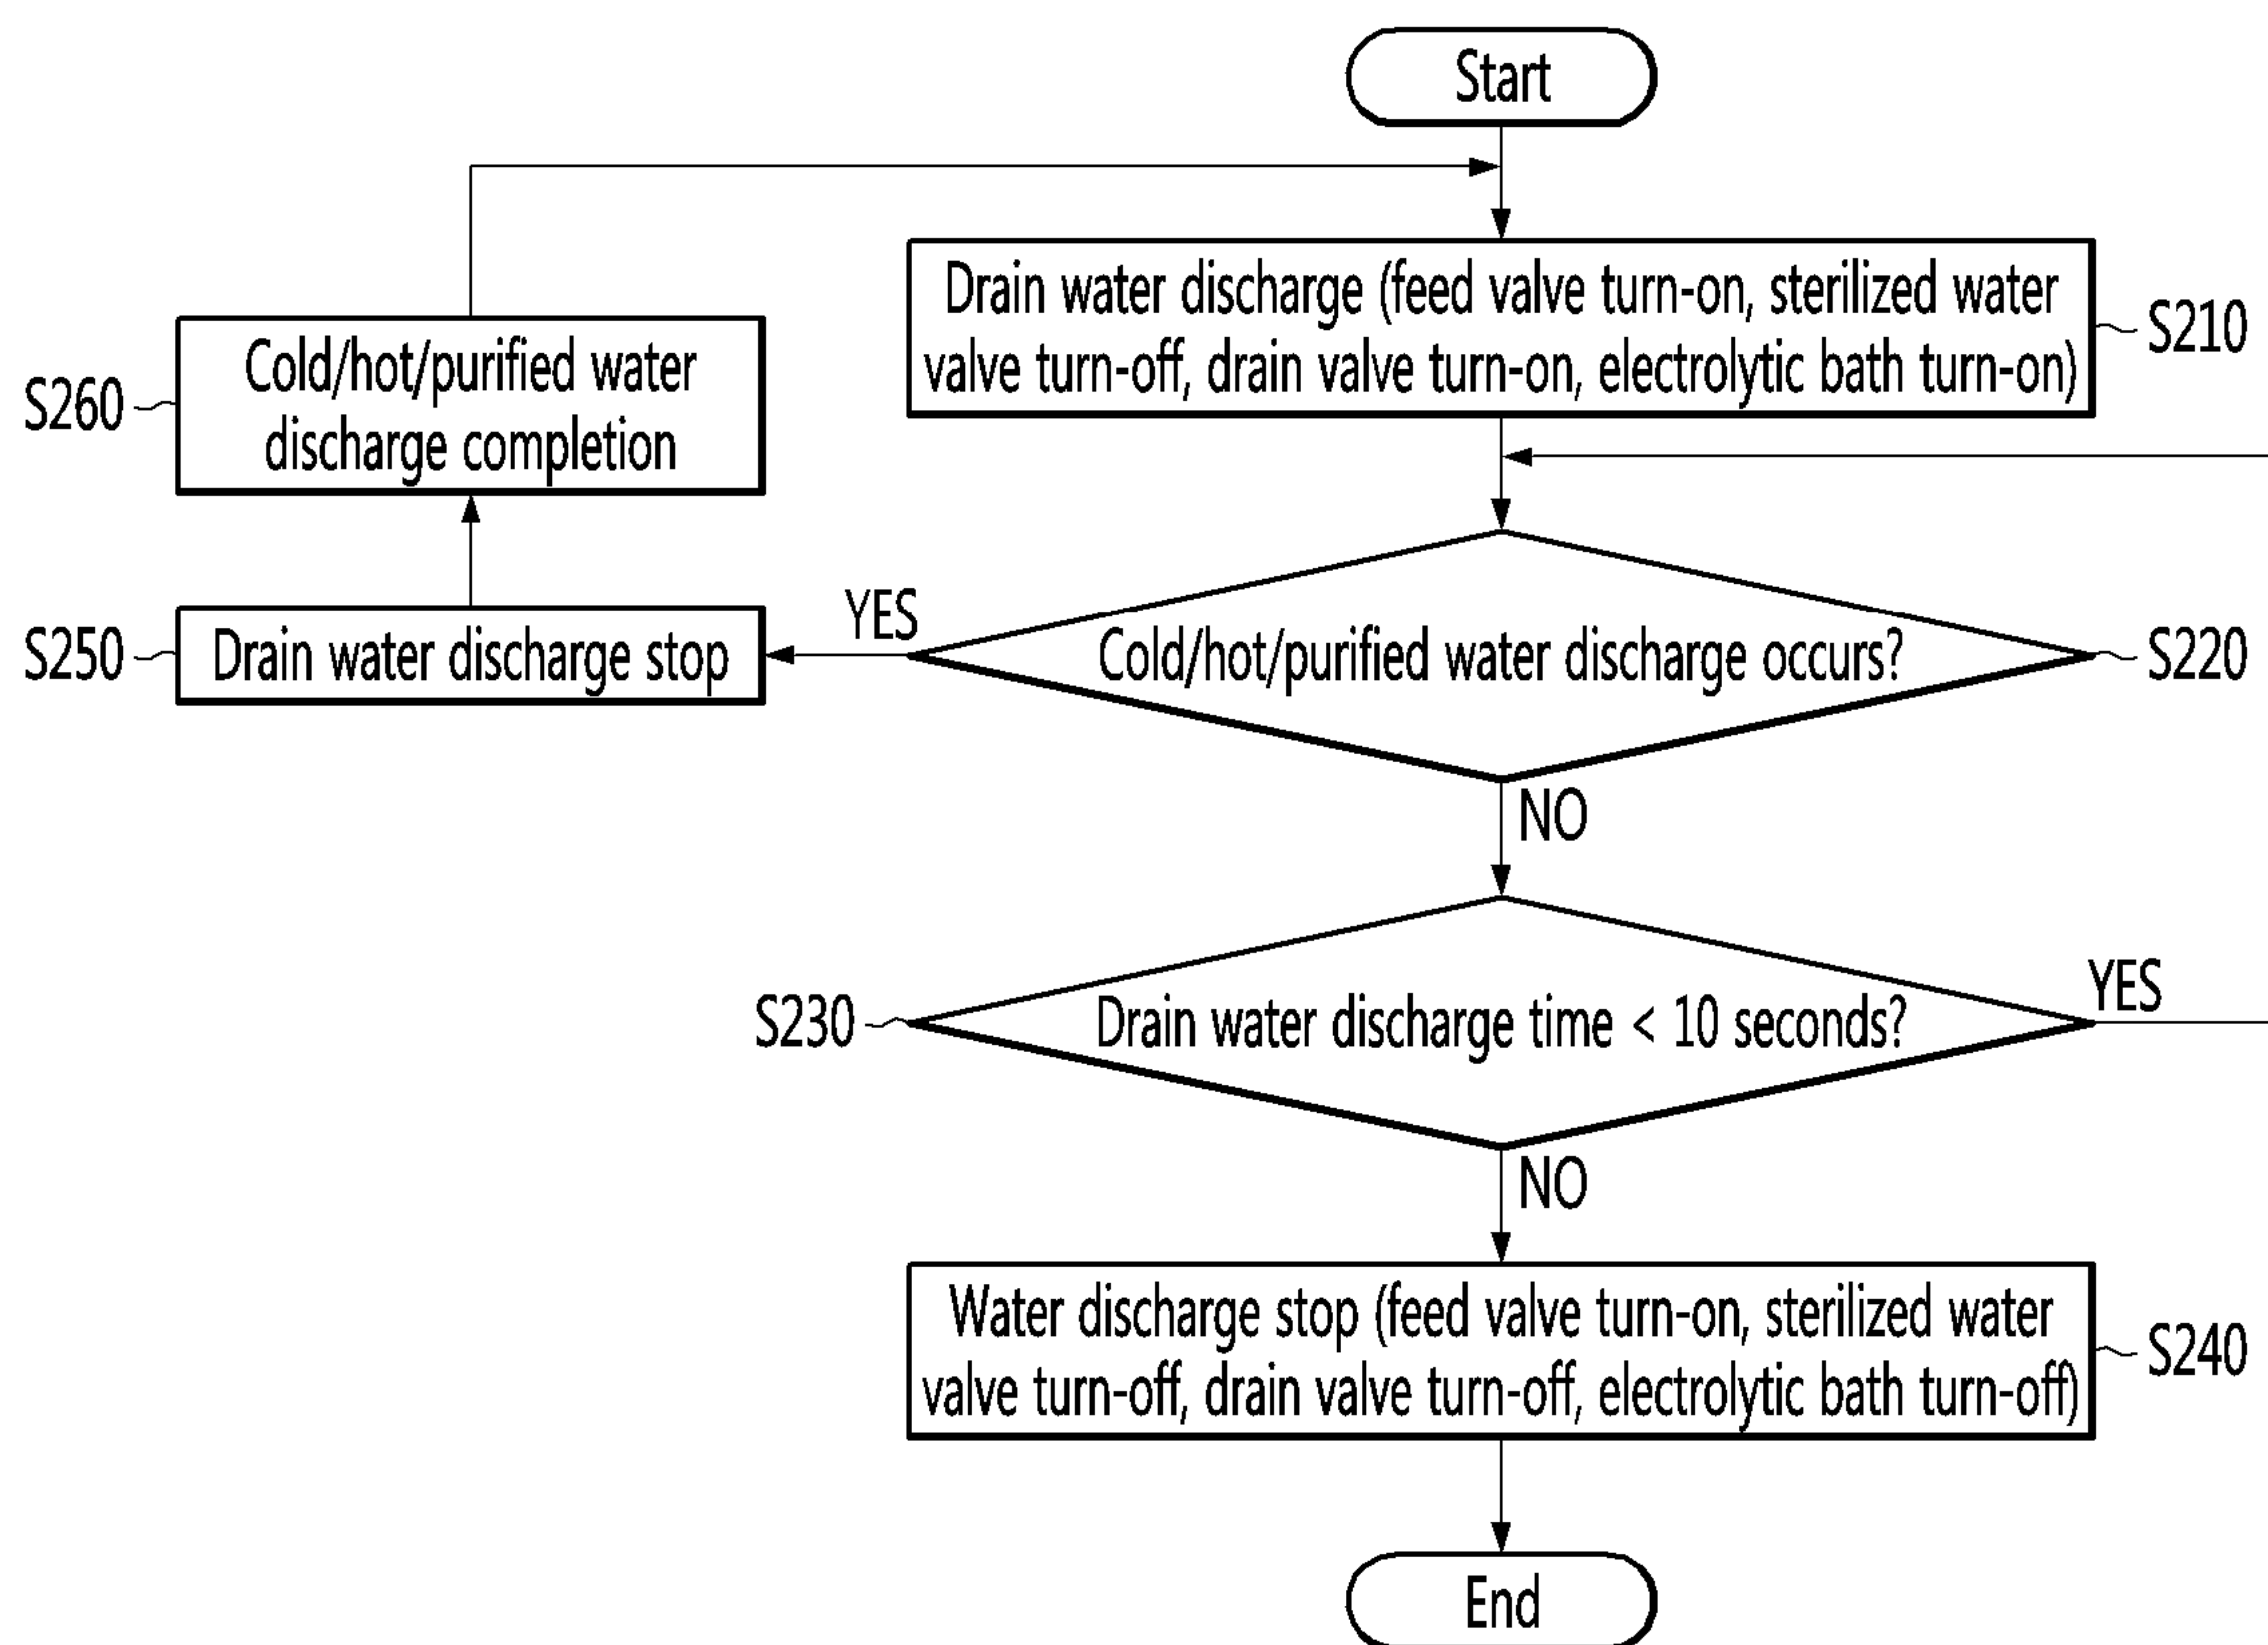 Start
Drain water discharge (feed valve turn-on, sterilized water
valve turn-off, drain valve turn-on, electrolytic bath turn-on)
S210
Cold/hot/purified water
discharge completion
S260
Cold/hot/purified water discharge occurs?
S220
YES
Drain water discharge stop
S250
NO
Drain water discharge time < 10 seconds?
S230
YES
NO
Water discharge stop (feed valve turn-on, sterilized water
valve turn-off, drain valve turn-off, electrolytic bath turn-off)
S240
End